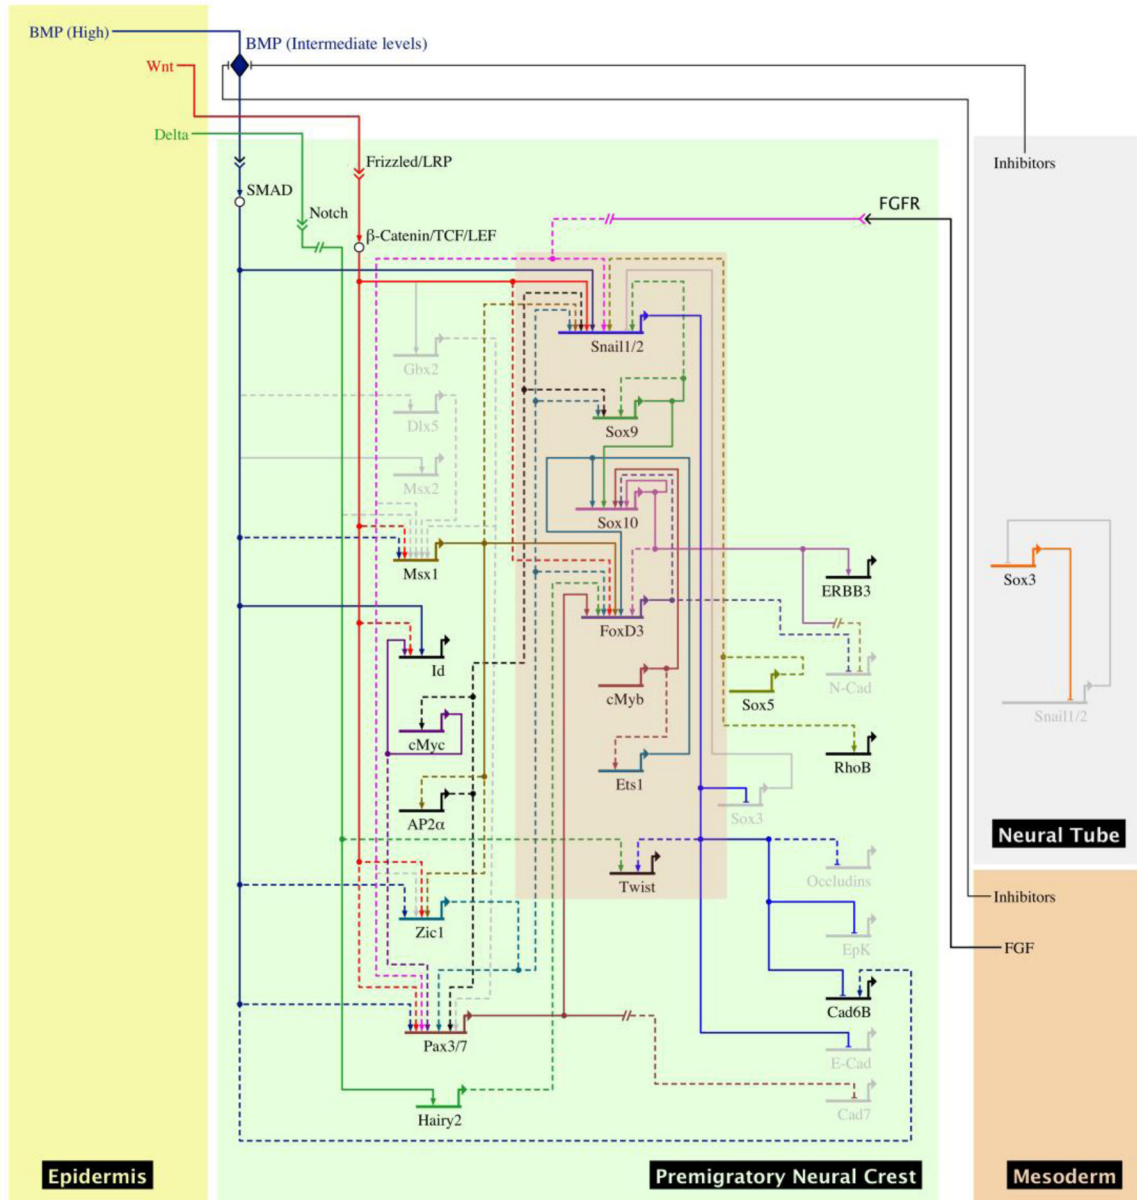 BMP (High)
BMP (Intermediate levels)
Wnt
Delta
Frizzled/LRP
Inhibitors
SMAD
Notch
FGFR
β-Catenin/TCF/LEF
Snail1/2
Gbx2
Dlx5
Sox9
Msx2
Sox10
Msx1
ERBB3
Sox3
FoxD3
Id
N-Cad
cMyb
Sox5
Snail1/2
cMyc
RhoB
Ets1
AP2α
Sox3
Neural Tube
Twist
Occludins
Inhibitors
Zic1
EpK
FGF
Cad6B
Pax3/7
E-Cad
Cad7
Hairy2
Epidermis
Premigratory Neural Crest
Mesoderm